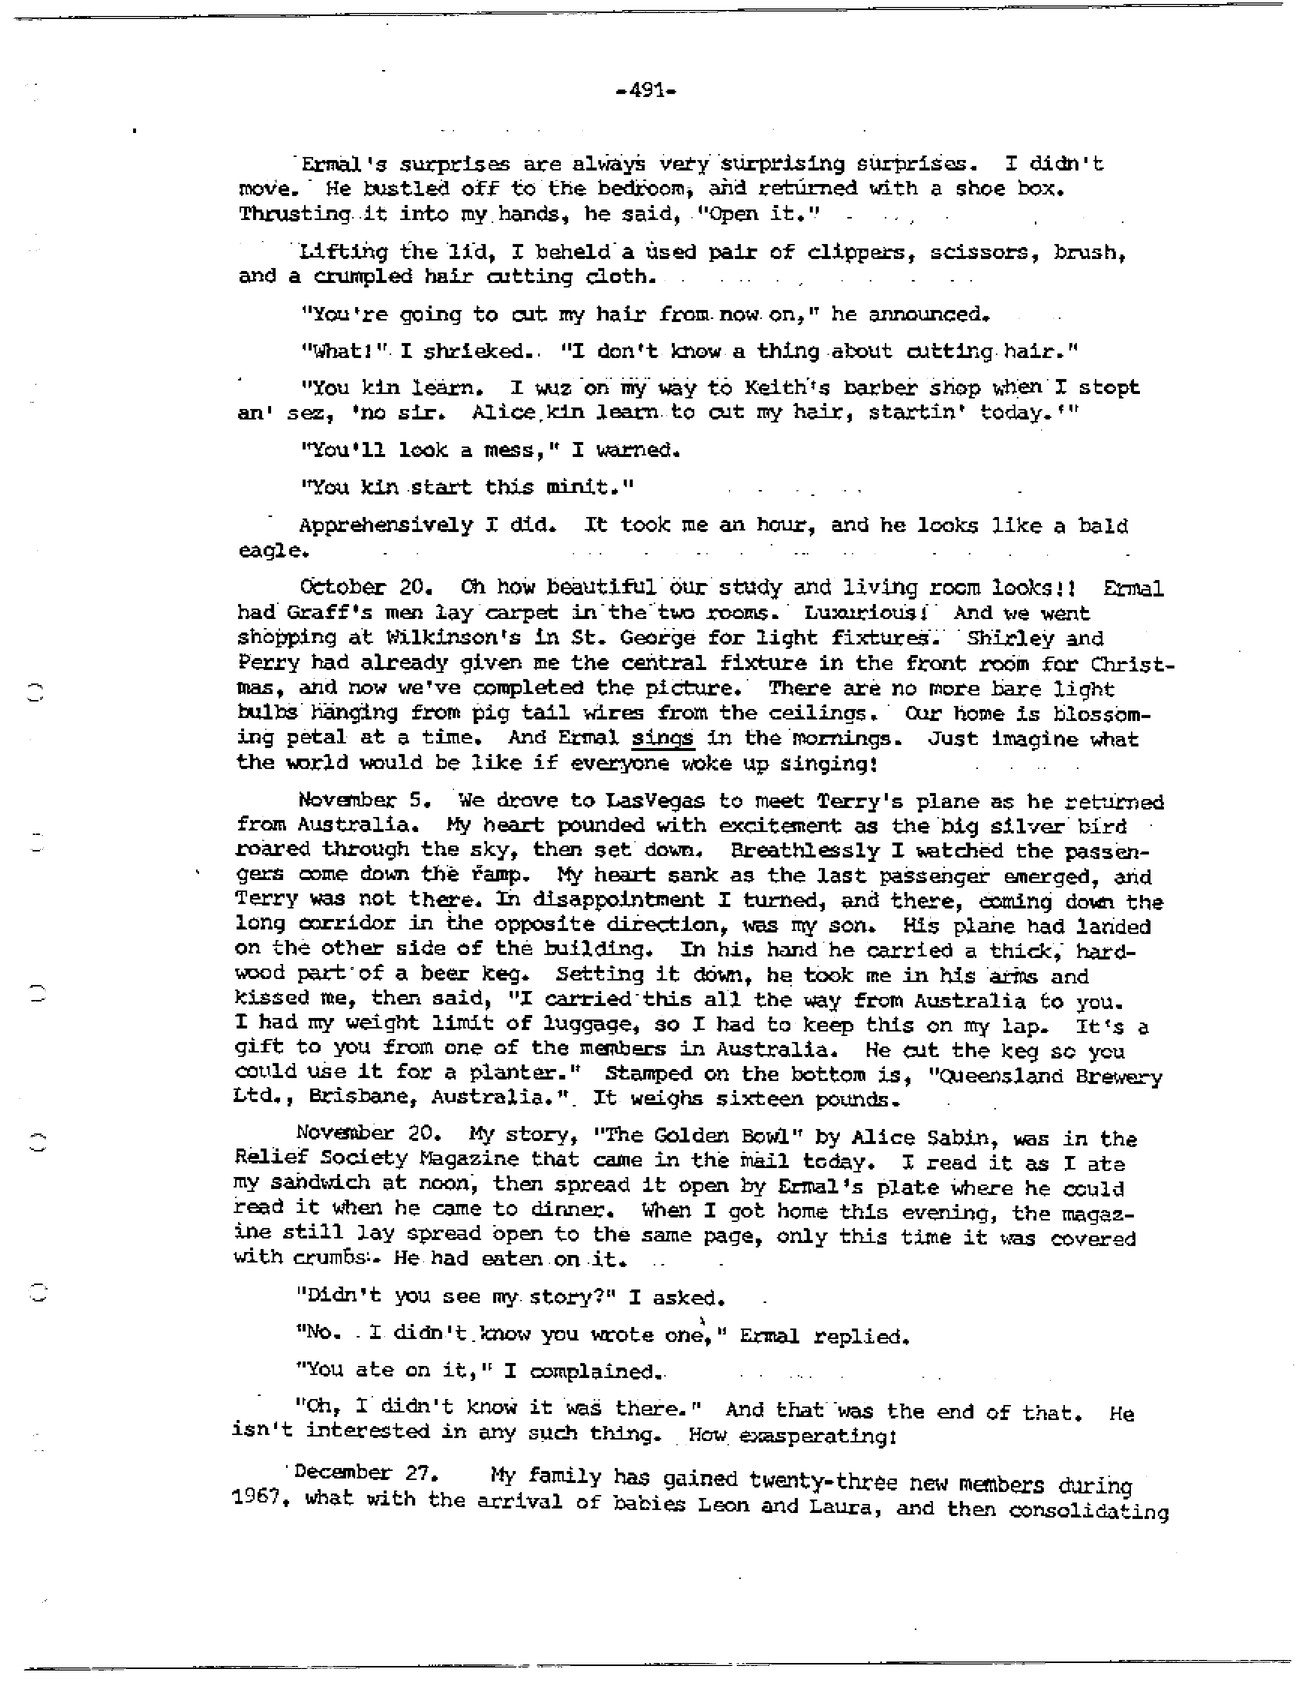 -491-
Ermal's surprises are always very surprising surprises. I didn't
move. He bustled off to the bedroom, and returned with a shoe box.
Thrusting it into my hands, he said, "Open it."
Lifting the lid, I beheld a used pair of clippers, scissors, brush,
and a crumpled hair cutting cloth.
"You're going to cut my hair from now on," he announced.
"What!" I shrieked. "I don't know a thing about cutting hair."
"You kin learn. I wuz on my way to Keith's barber shop when I stopt
an' sez, 'no sir. Alice kin learn to cut my hair, startin' today.'"
"You'll look a mess," I warned.
"You kin start this minit."
Apprehensively I did. It took me an hour, and he looks like a bald
eagle.
October 20. Oh how beautiful our study and living room looks!! Ermal
had Graff's men lay carpet in the two rooms. Luxurious! And we went
shopping at Wilkinson's in St. George for light fixtures. Shirley and
Perry had already given me the central fixture in the front room for Christ-
mas, and now we've completed the picture. There are no more bare light
bulbs hanging from pig tail wires from the ceilings. Our home is blossom-
ing petal at a time. And Ermal sings in the mornings. Just imagine what
the world would be like if everyone woke up singing!
November 5. We drove to LasVegas to meet Terry's plane as he returned
from Australia. My heart pounded with excitement as the big silver bird
roared through the sky, then set down. Breathlessly I watched the passen-
gers come down the ramp. My heart sank as the last passenger emerged, and
Terry was not there. In disappointment I turned, and there, coming down the
long corridor in the opposite direction, was my son. His plane had landed
on the other side of the building. In his hand he carried a thick, hard-
wood part of a beer keg. Setting it down, he took me in his arms and
kissed me, then said, "I carried this all the way from Australia to you.
I had my weight limit of luggage, so I had to keep this on my lap. It's a
gift to you from one of the members in Australia. He cut the keg so you
could use it for a planter." Stamped on the bottom is, "Queensland Brewery
Ltd., Brisbane, Australia." It weighs sixteen pounds.
November 20. My story, "The Golden Bowl" by Alice Sabin, was in the
Relief Society Magazine that came in the mail today. I read it as I ate
my sandwich at noon, then spread it open by Ermal's plate where he could
read it when he came to dinner. When I got home this evening, the magaz-
ine still lay spread open to the same page, only this time it was covered
with crumbs. He had eaten on it.
"Didn't you see my story?" I asked.
"No. I didn't know you wrote one," Ermal replied.
"You ate on it," I complained.
"Oh, I didn't know it was there." And that was the end of that. He
isn't interested in any such thing. How exasperating!
December 27. My family has gained twenty-three new members during
1967, what with the arrival of babies Leon and Laura, and then consolidating